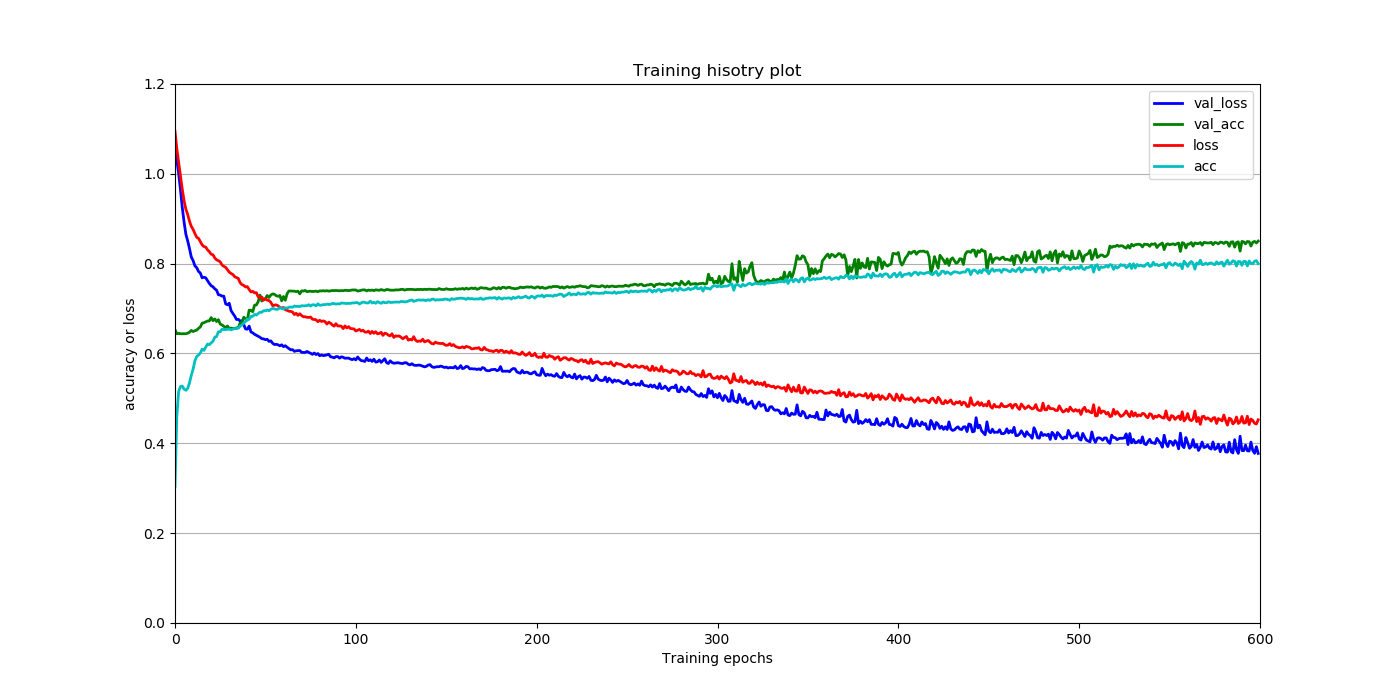 Training hisotry plot
1.2
1.0
0.8
0.6
0.4
0.2
0.0
accuracy or loss
val_loss
val_acc
loss
acc
0 100 200 300 400 500 600
Training epochs